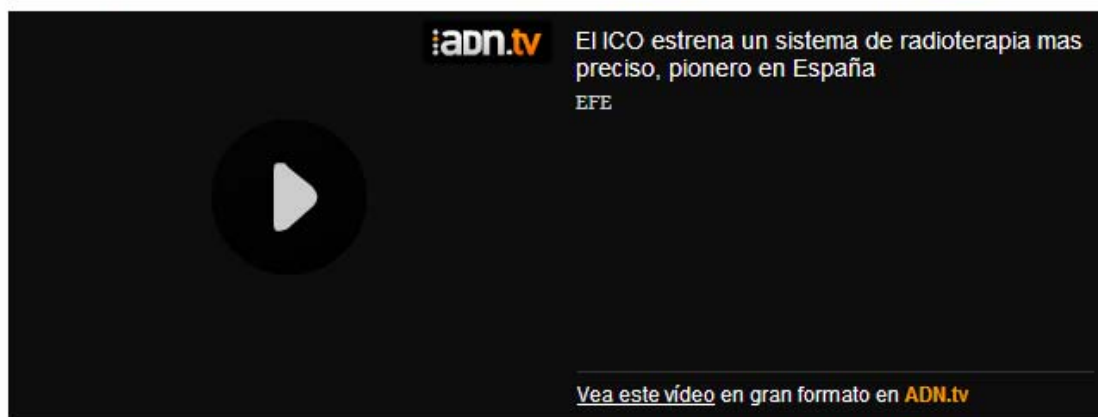 adn.tv
El ICO estrena un sistema de radioterapia mas
preciso, pionero en España
EFE
Vea este vídeo en gran formato en ADN.tv